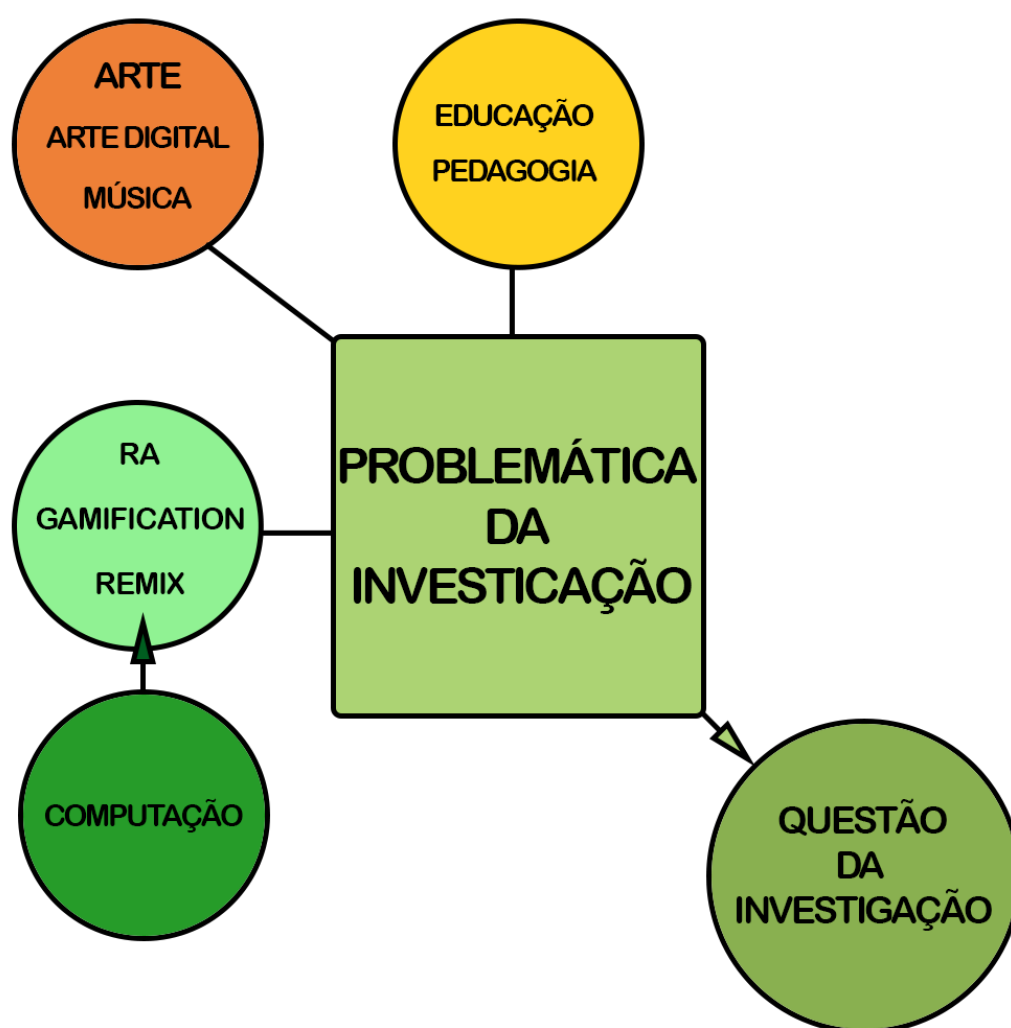 ARTE
ARTE DIGITAL
MÚSICA
EDUCAÇÃO
PEDAGOGIA
PROBLEMÁTICA
DA
INVESTICAÇÃO
RA
GAMIFICATION
REMIX
COMPUTAÇÃO
QUESTÃO
DA
INVESTIGAÇÃO